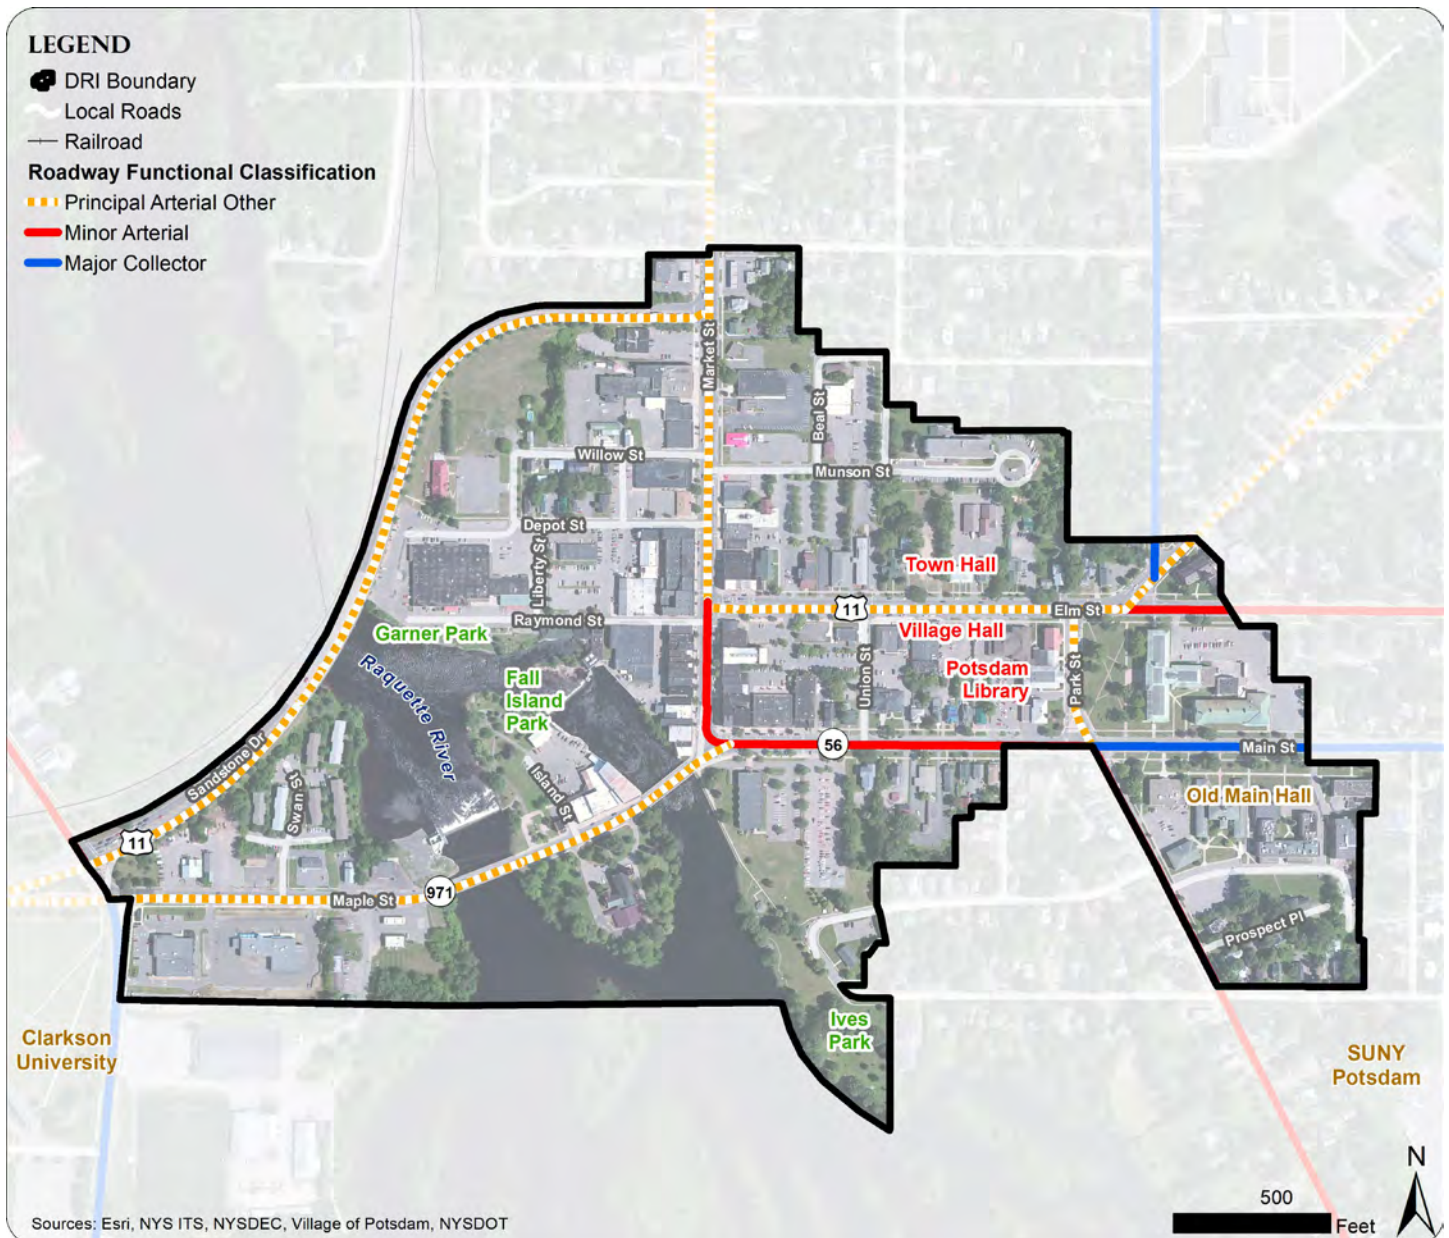 LEGEND
DRI Boundary
Local Roads
Railroad
Roadway Functional Classification
Principal Arterial Other
Minor Arterial
Major Collector
Market St
Beal St
Willow St
Munson St
Depot St
Liberty St
Town Hall
11
Elm St
Raymond St
Garner Park
Village Hall
Union St
Potsdam
Library
Park St
Raquette River
Fall
Island
Park
56
Main St
Sandstone Dr
Swan St
Island St
Old Main Hall
11
971
Maple St
Prospect Pl
Ives
Park
Clarkson
University
SUNY
Potsdam
N
500
Feet
Sources: Esri, NYS ITS, NYSDEC, Village of Potsdam, NYSDOT